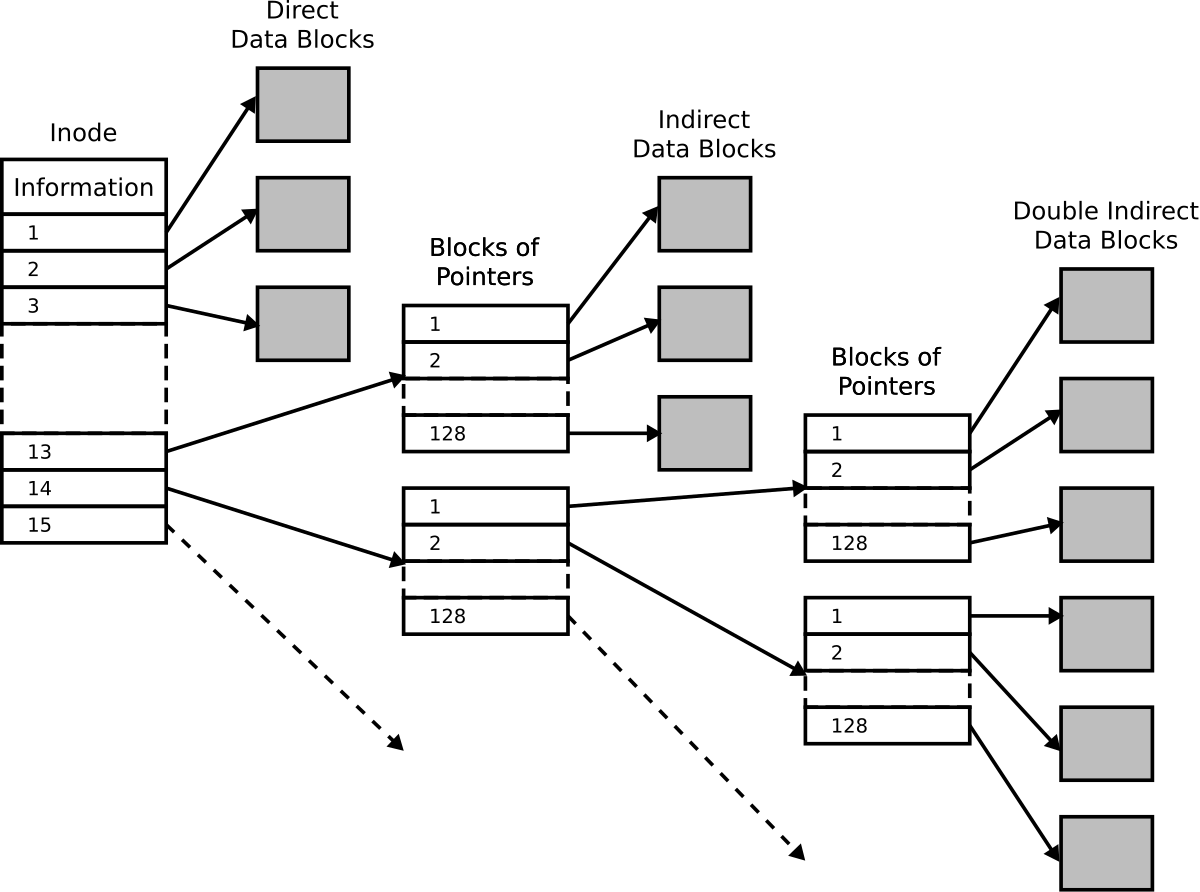 Direct
Data Blocks
Inode
Information
1
2
3
13
14
15
Blocks of
Pointers
1
2
128
1
2
128
Indirect
Data Blocks
Blocks of
Pointers
1
2
128
1
2
128
Double Indirect
Data Blocks